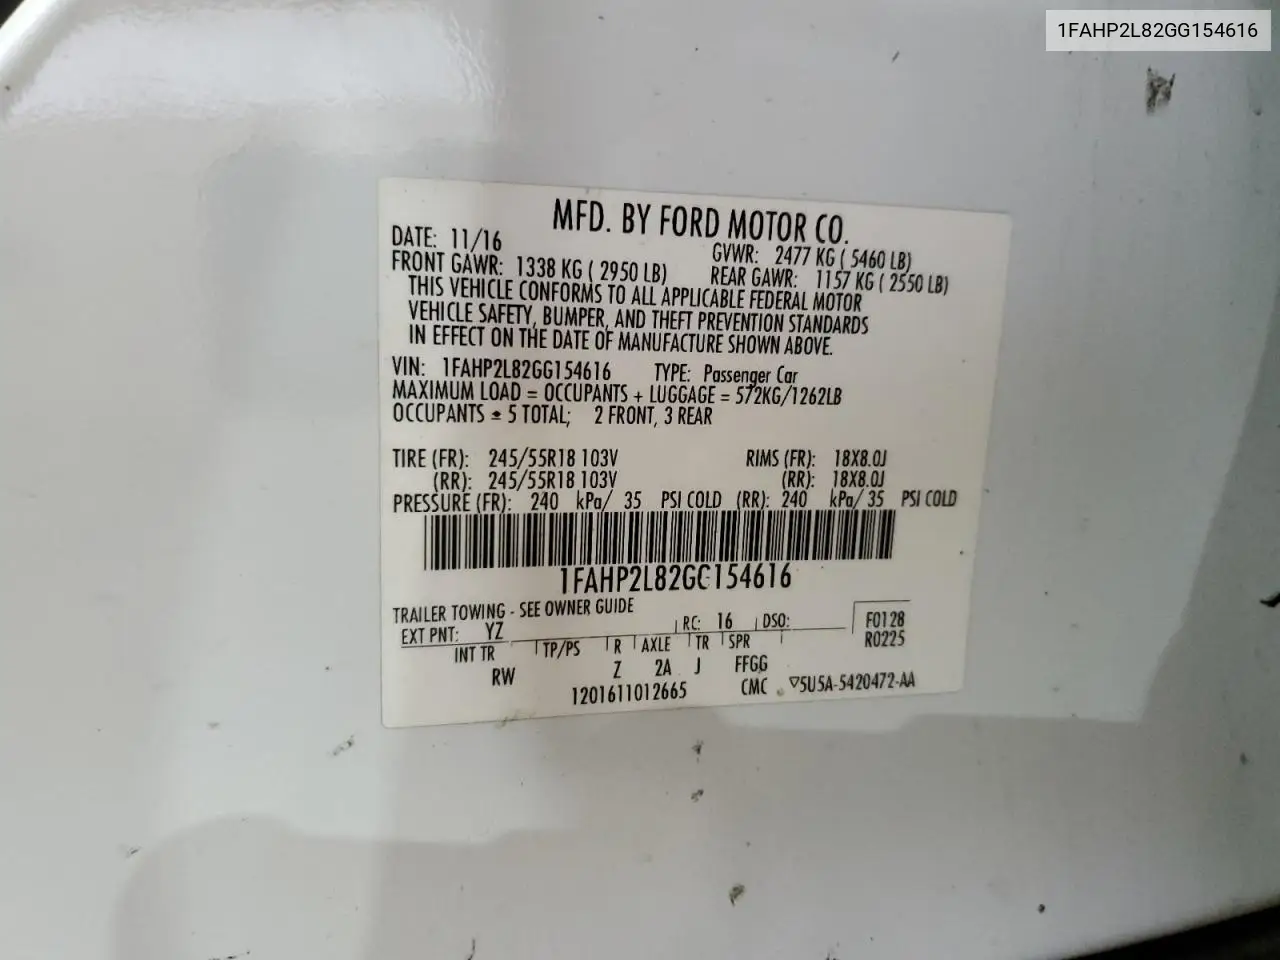 1FAHP2L82GG154616
MFD. BY FORD MOTOR CO.
DATE: 11/16 GVWR: 2477 KG ( 5460 LB)
FRONT GAWR: 1338 KG ( 2950 LB) REAR GAWR: 1157 KG ( 2550 LB)
THIS VEHICLE CONFORMS TO ALL APPLICABLE FEDERAL MOTOR
VEHICLE SAFETY, BUMPER, AND THEFT PREVENTION STANDARDS
IN EFFECT ON THE DATE OF MANUFACTURE SHOWN ABOVE.
VIN: 1FAHP2L82GG154616 TYPE: Passenger Car
MAXIMUM LOAD = OCCUPANTS + LUGGAGE = 572KG/1262LB
OCCUPANTS = 5 TOTAL; 2 FRONT, 3 REAR
TIRE (FR): 245/55R18 103V RIMS (FR): 18X8.0J
(RR): 245/55R18 103V (RR): 18X8.0J
PRESSURE (FR): 240 kPa/ 35 PSI COLD (RR): 240 kPa/ 35 PSI COLD
1FAHP2L82GG154616
TRAILER TOWING - SEE OWNER GUIDE
EXT PNT: YZ RC: 16 DSO: F0128
R0225
INT TR TP/PS R AXLE TR SPR
RW Z 2A J FFGG
1201611012665 CMC ▽5U5A-5420472-AA